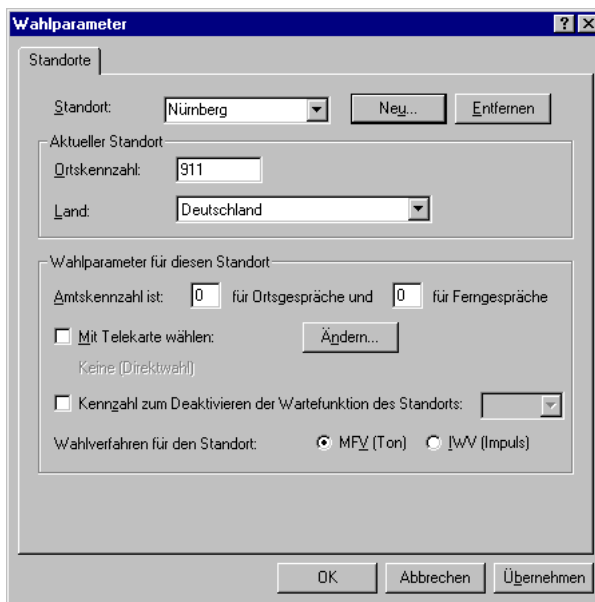 Wahlparameter
Standorte
Standort: Nürnberg Neu... Entfernen
Aktueller Standort
Ortskennzahl: 911
Land: Deutschland
Wahlparameter für diesen Standort
Amtskennzahl ist: 0 für Ortsgespräche und 0 für Ferngespräche
Mit Telekarte wählen: Ändern...
Keine (Direktwahl)
Kennzahl zum Deaktivieren der Wartefunktion des Standorts:
Wahlverfahren für den Standort: MFV (Ton) IWV (Impuls)
OK Abbrechen Übernehmen